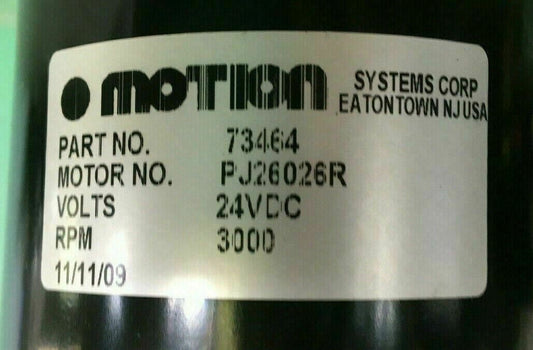 MOTION SYSTEMS CORP
EATONTOWN NJ USA
PART NO. 73464
MOTOR NO. PJ26026R
VOLTS 24VDC
RPM 3000
11/11/09